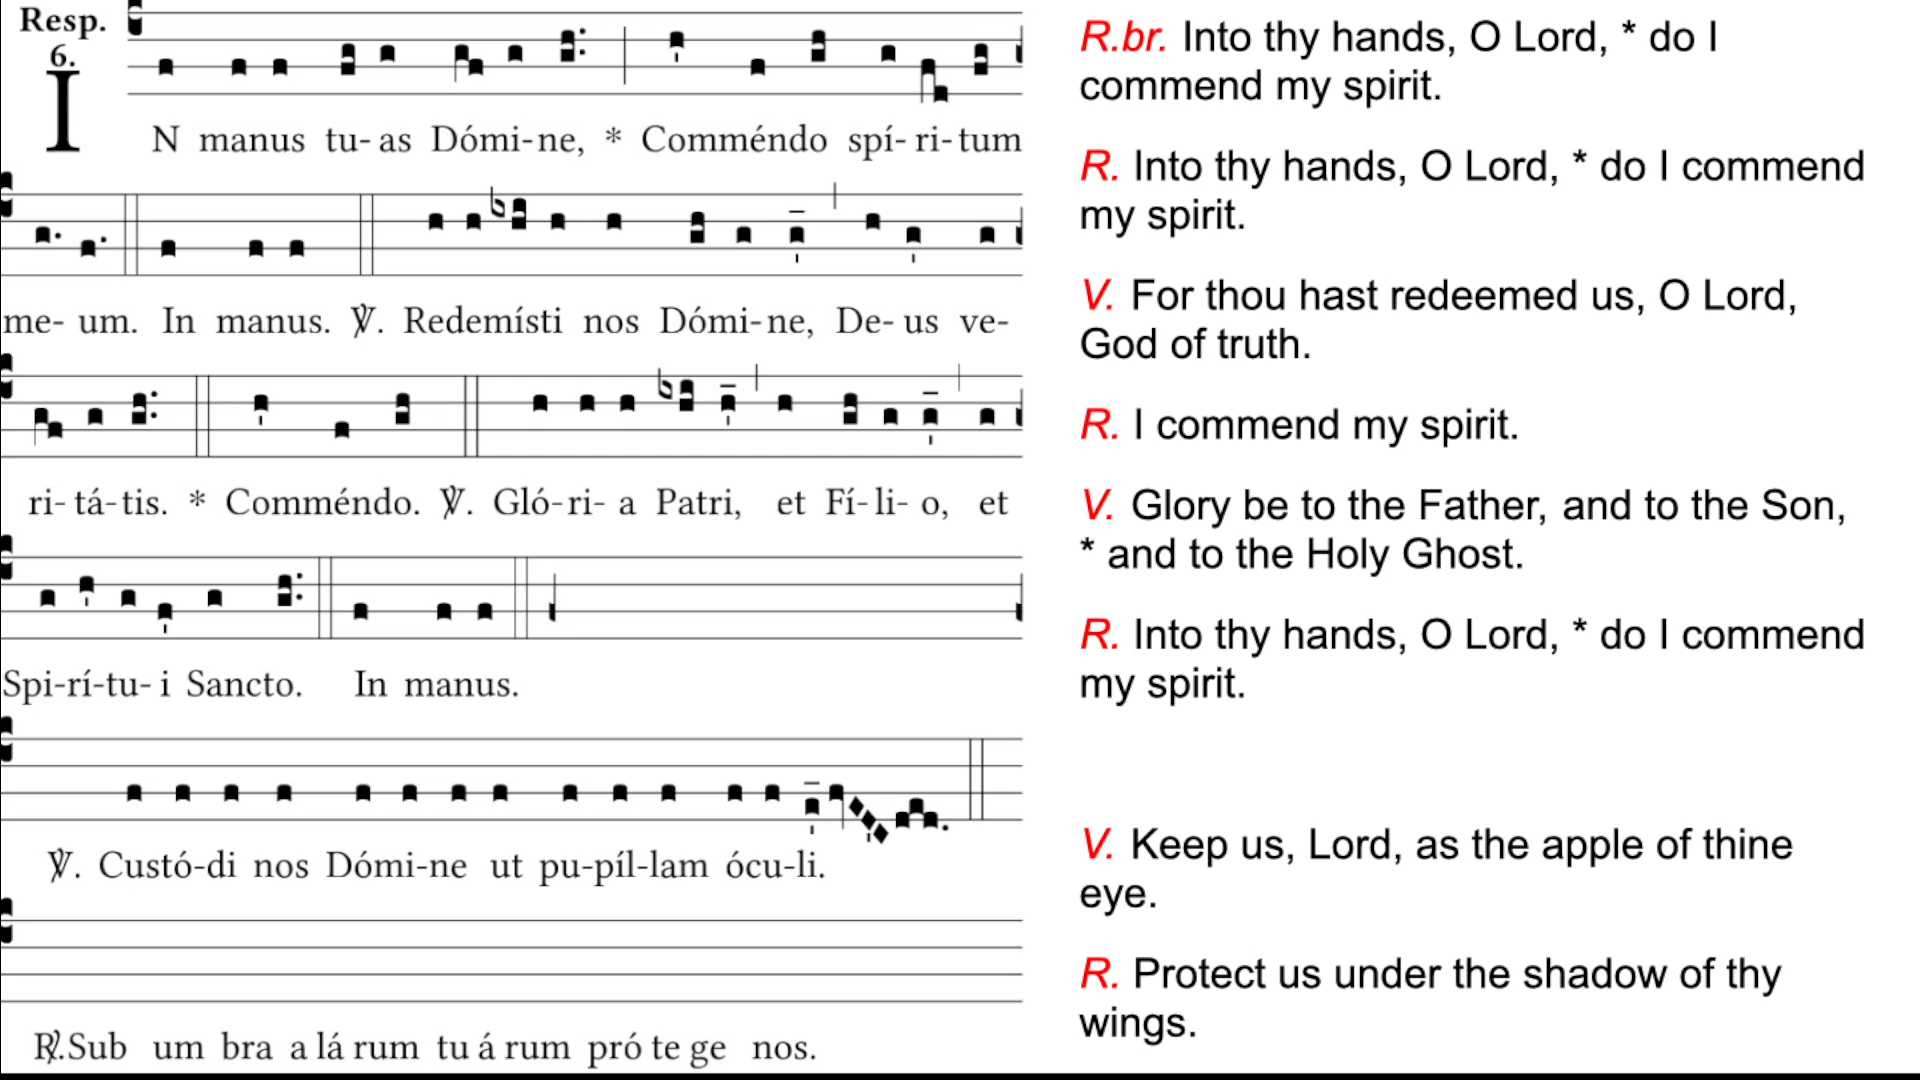 Resp.
6.
IN manus tu- as Dómi-ne, * Comméndo spí- ri-tum
me- um. In manus. ℣. Redemísti nos Dómi-ne, De- us ve-
ri- tá-tis. * Comméndo. ℣. Gló-ri- a Patri, et Fí-li- o, et
Spi-rí-tu- i Sancto. In manus.
℣. Custó-di nos Dómi-ne ut pu-píl-lam ócu-li.
℟.Sub um bra a lá rum tu á rum pró te ge nos.
R.br. Into thy hands, O Lord, * do I
commend my spirit.
R. Into thy hands, O Lord, * do I commend
my spirit.
V. For thou hast redeemed us, O Lord,
God of truth.
R. I commend my spirit.
V. Glory be to the Father, and to the Son,
* and to the Holy Ghost.
R. Into thy hands, O Lord, * do I commend
my spirit.
V. Keep us, Lord, as the apple of thine
eye.
R. Protect us under the shadow of thy
wings.